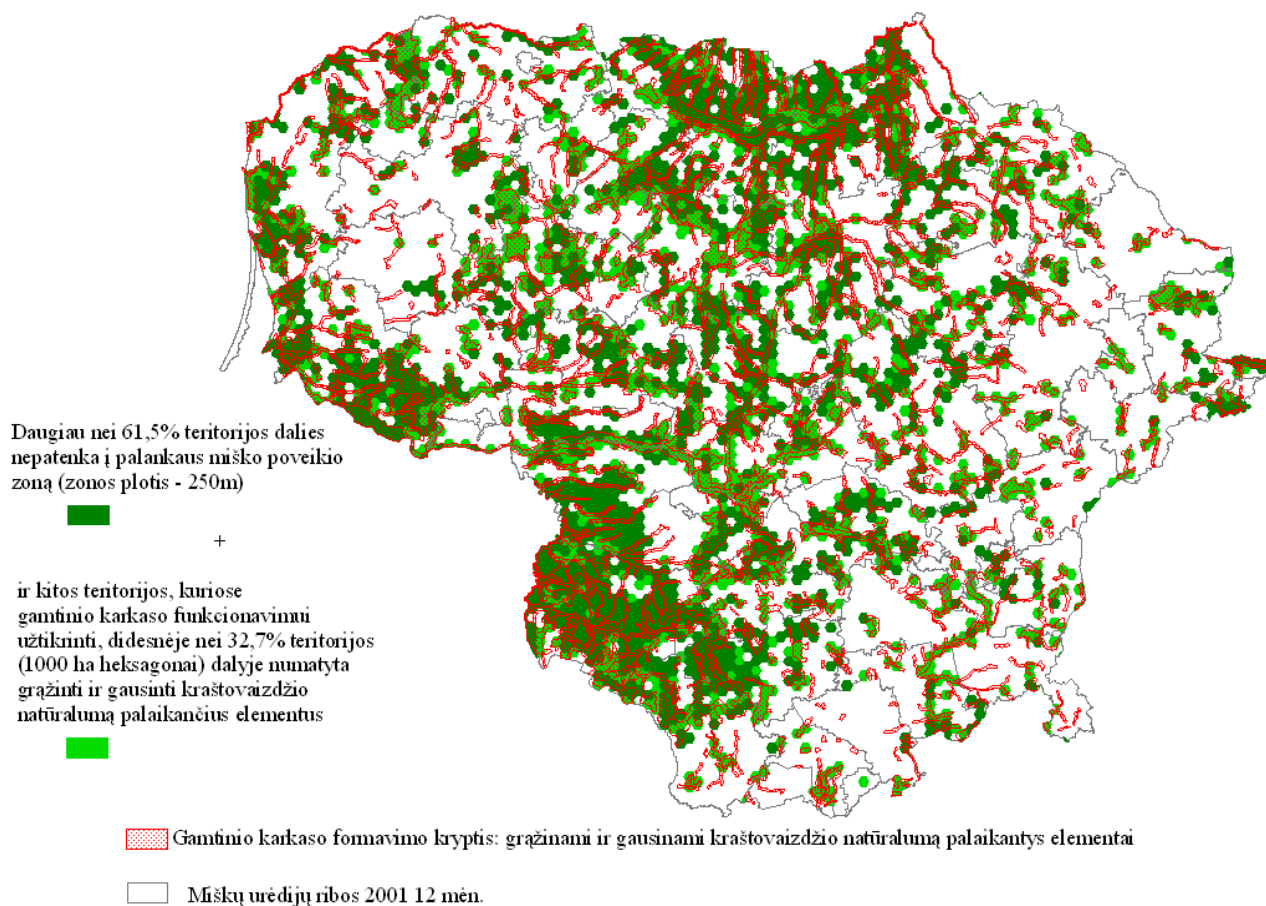 Daugiau nei 61,5% teritorijos dalies
nepatenka į palankaus miško poveikio
zoną (zonos plotis - 250m)
+
ir kitos teritorijos, kuriose
gamtinio karkaso funkcionavimui
užtikrinti, didesnėje nei 32,7% teritorijos
(1000 ha heksagonai) dalyje numatyta
grąžinti ir gausinti kraštovaizdžio
natūralumą palaikančius elementus
Gamtinio karkaso formavimo kryptis: grąžinami ir gausinami kraštovaizdžio natūralumą palaikantys elementai
Miškų urėdijų ribos 2001 12 mėn.